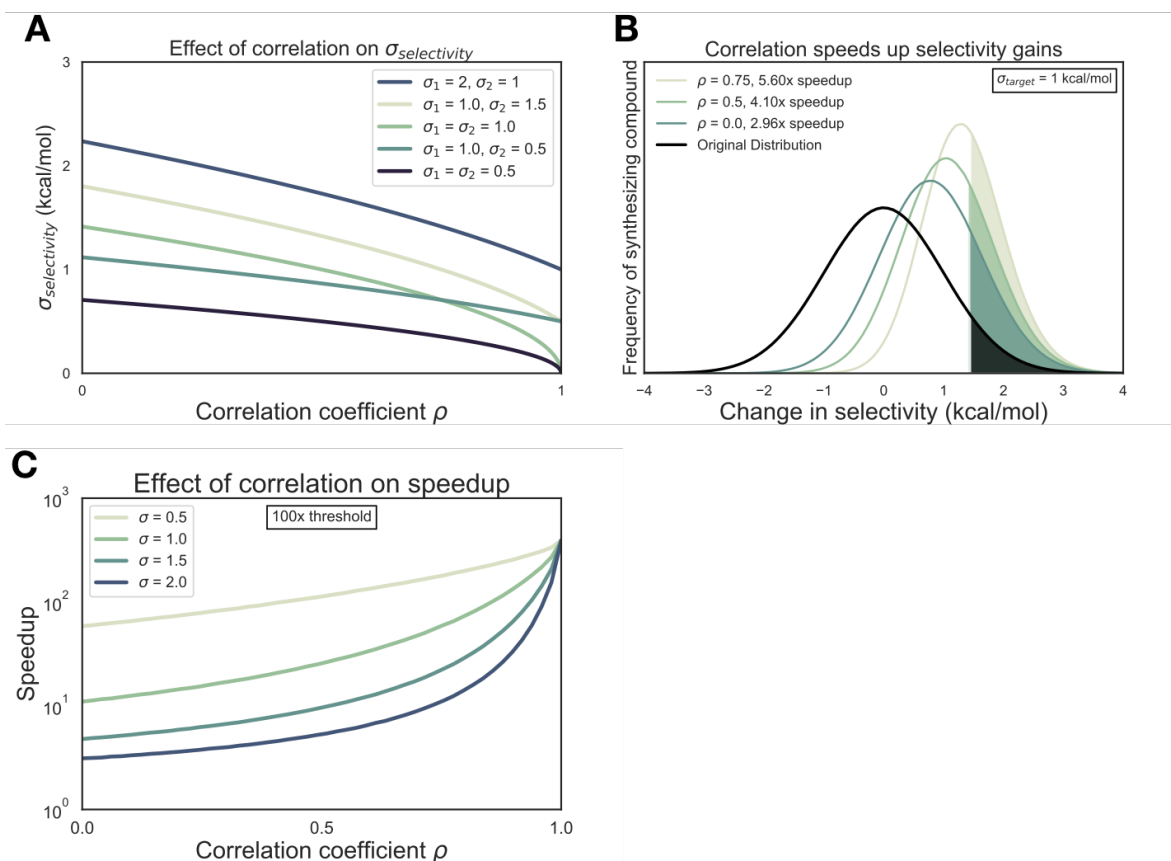 A
Effect of correlation on σselectivity
σselectivity (kcal/mol)
3
2
1
0
σ1 = 2, σ2 = 1
σ1 = 1.0, σ2 = 1.5
σ1 = σ2 = 1.0
σ1 = 1.0, σ2 = 0.5
σ1 = σ2 = 0.5
0
1
Correlation coefficient ρ
B
Correlation speeds up selectivity gains
Frequency of synthesizing compound
ρ = 0.75, 5.60x speedup
ρ = 0.5, 4.10x speedup
ρ = 0.0, 2.96x speedup
Original Distribution
σtarget = 1 kcal/mol
−4 −3 −2 −1 0 1 2 3 4
Change in selectivity (kcal/mol)
C
Effect of correlation on speedup
Speedup
10³
10²
10¹
10⁰
σ = 0.5
σ = 1.0
σ = 1.5
σ = 2.0
100x threshold
0.0 0.5 1.0
Correlation coefficient ρ